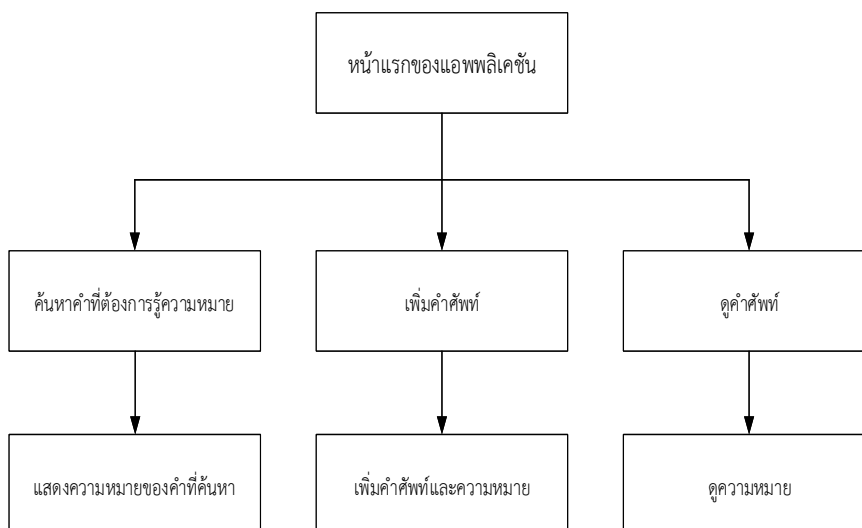 หน้าแรกของแอพพลิเคชัน
ค้นหาคำที่ต้องการรู้ความหมาย
เพิ่มคำศัพท์
ดูคำศัพท์
แสดงความหมายของคำที่ค้นหา
เพิ่มคำศัพท์และความหมาย
ดูความหมาย